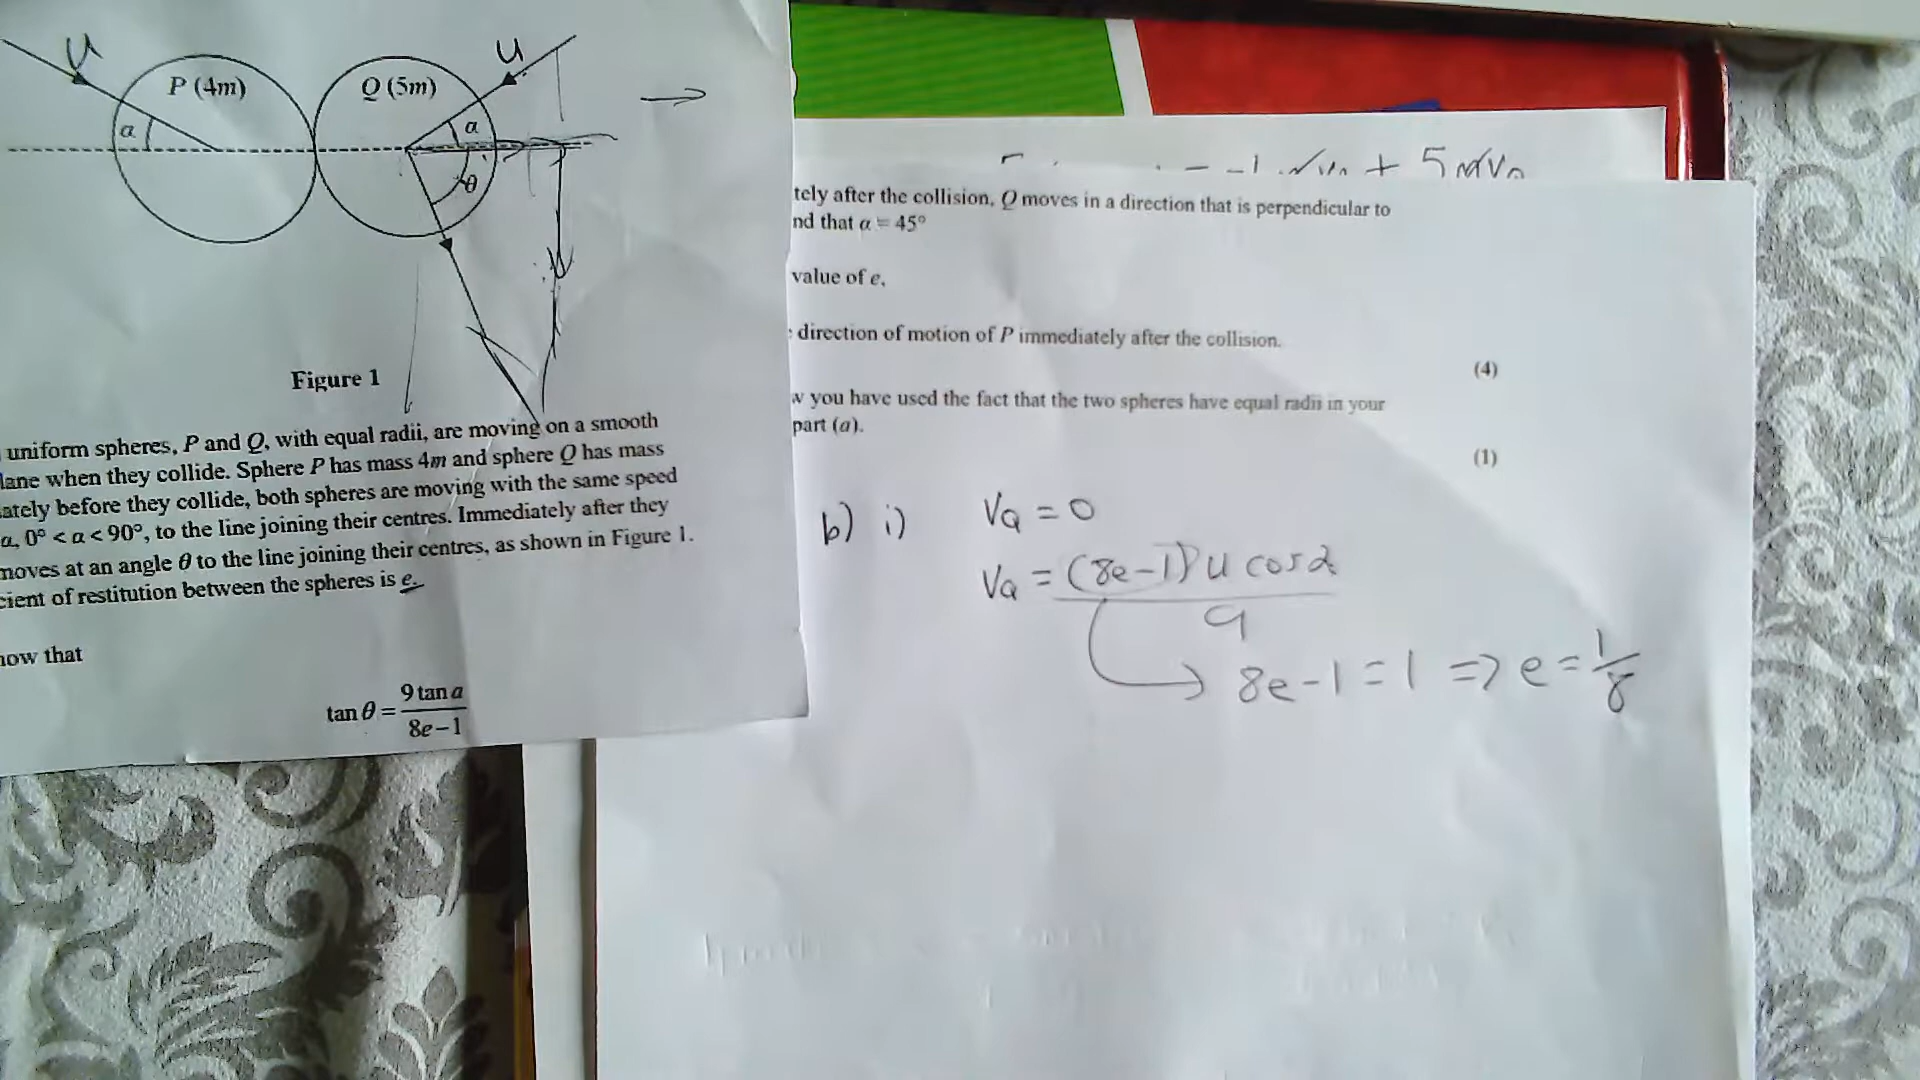 U
P (4m)
α
Q (5m)
u
α
θ
Figure 1
uniform spheres, P and Q, with equal radii, are moving on a smooth
lane when they collide. Sphere P has mass 4m and sphere Q has mass
ately before they collide, both spheres are moving with the same speed
α, 0° < α < 90°, to the line joining their centres. Immediately after they
moves at an angle θ to the line joining their centres, as shown in Figure 1.
cient of restitution between the spheres is e.
now that
tan θ = 9 tan α / 8e – 1
+ 5mvQ
tely after the collision, Q moves in a direction that is perpendicular to
nd that α = 45°
value of e,
direction of motion of P immediately after the collision.
(4)
w you have used the fact that the two spheres have equal radii in your
part (a).
(1)
b) i) VQ = 0
VQ = (8e-1) u cos α / 9
8e-1 = 1 => e = 1/8